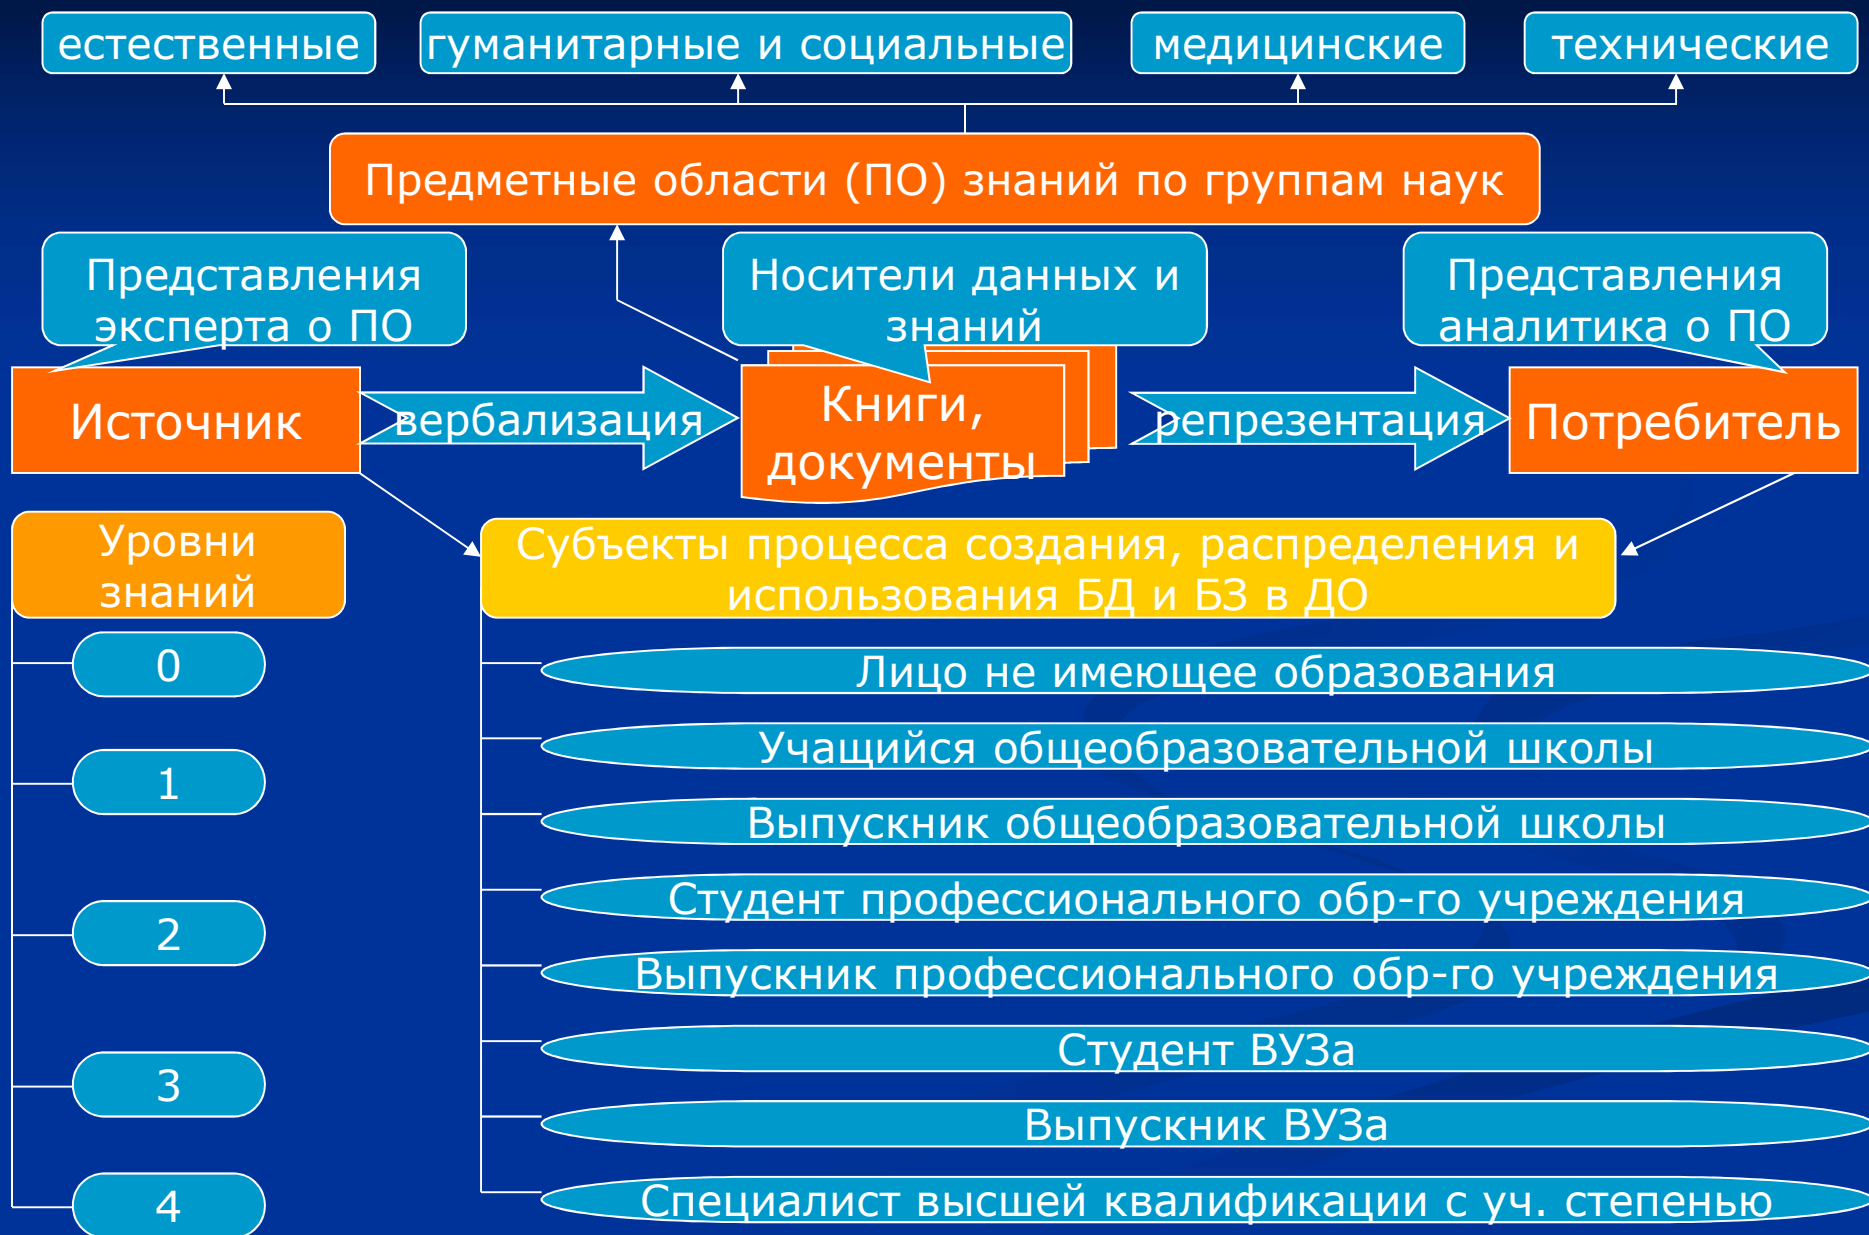 естественные
гуманитарные и социальные
медицинские
технические
Предметные области (ПО) знаний по группам наук
Представления
эксперта о ПО
Носители данных и
знаний
Представления
аналитика о ПО
Источник
вербализация
Книги,
документы
репрезентация
Потребитель
Уровни
знаний
Субъекты процесса создания, распределения и
использования БД и БЗ в ДО
0
Лицо не имеющее образования
Учащийся общеобразовательной школы
1
Выпускник общеобразовательной школы
Студент профессионального обр-го учреждения
2
Выпускник профессионального обр-го учреждения
Студент ВУЗа
3
Выпускник ВУЗа
Специалист высшей квалификации с уч. степенью
4